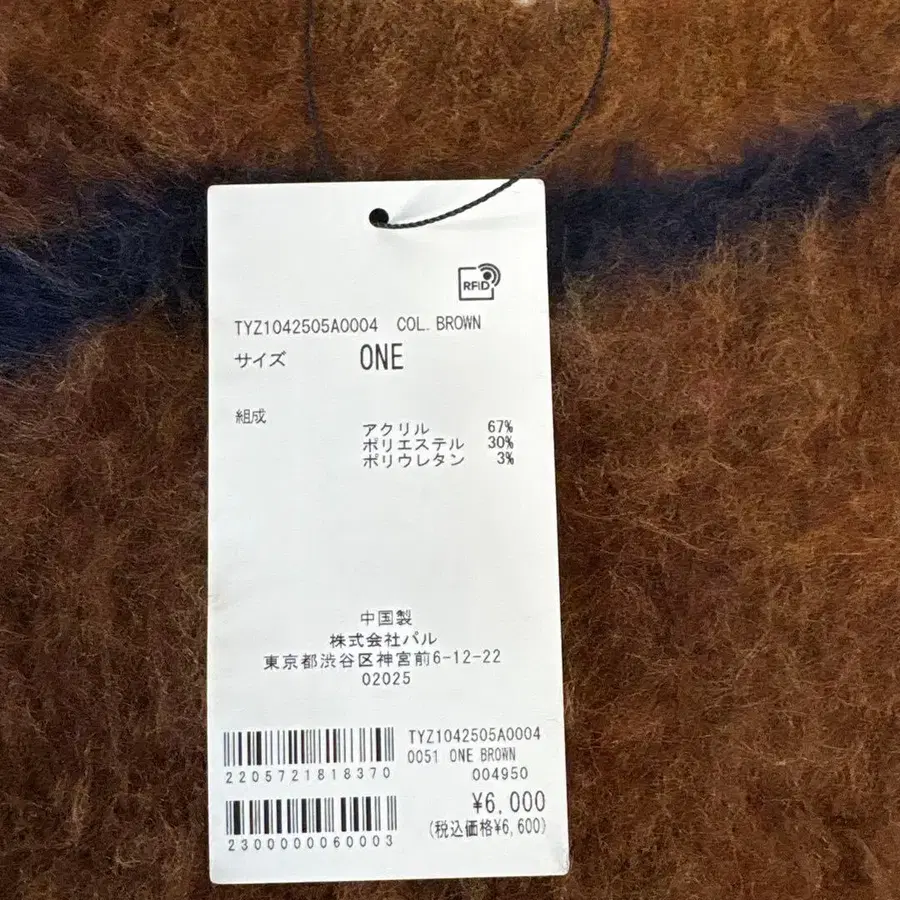 RFID
TYZ1042505A0004 COL. BROWN
サイズ ONE
組成
アクリル 67%
ポリエステル 30%
ポリウレタン 3%
中国製
株式会社パル
東京都渋谷区神宮前6-12-22
02025
TYZ1042505A0004
0051 ONE BROWN
2205721818370
004950
¥6,000
(税込価格¥6,600)
2300000060003